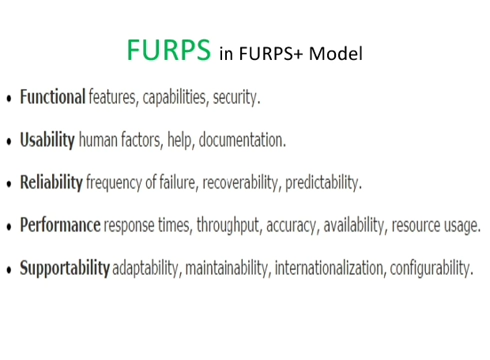 FURPS in FURPS+ Model
• Functional features, capabilities, security.
• Usability human factors, help, documentation.
• Reliability frequency of failure, recoverability, predictability.
• Performance response times, throughput, accuracy, availability, resource usage.
• Supportability adaptability, maintainability, internationalization, configurability.